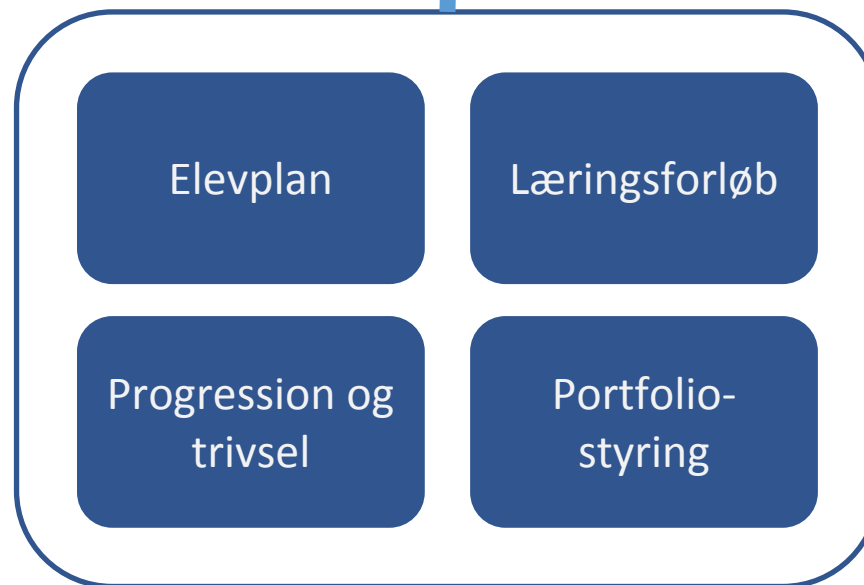 Elevplan
Læringsforløb
Progression og
trivsel
Portfolio-
styring